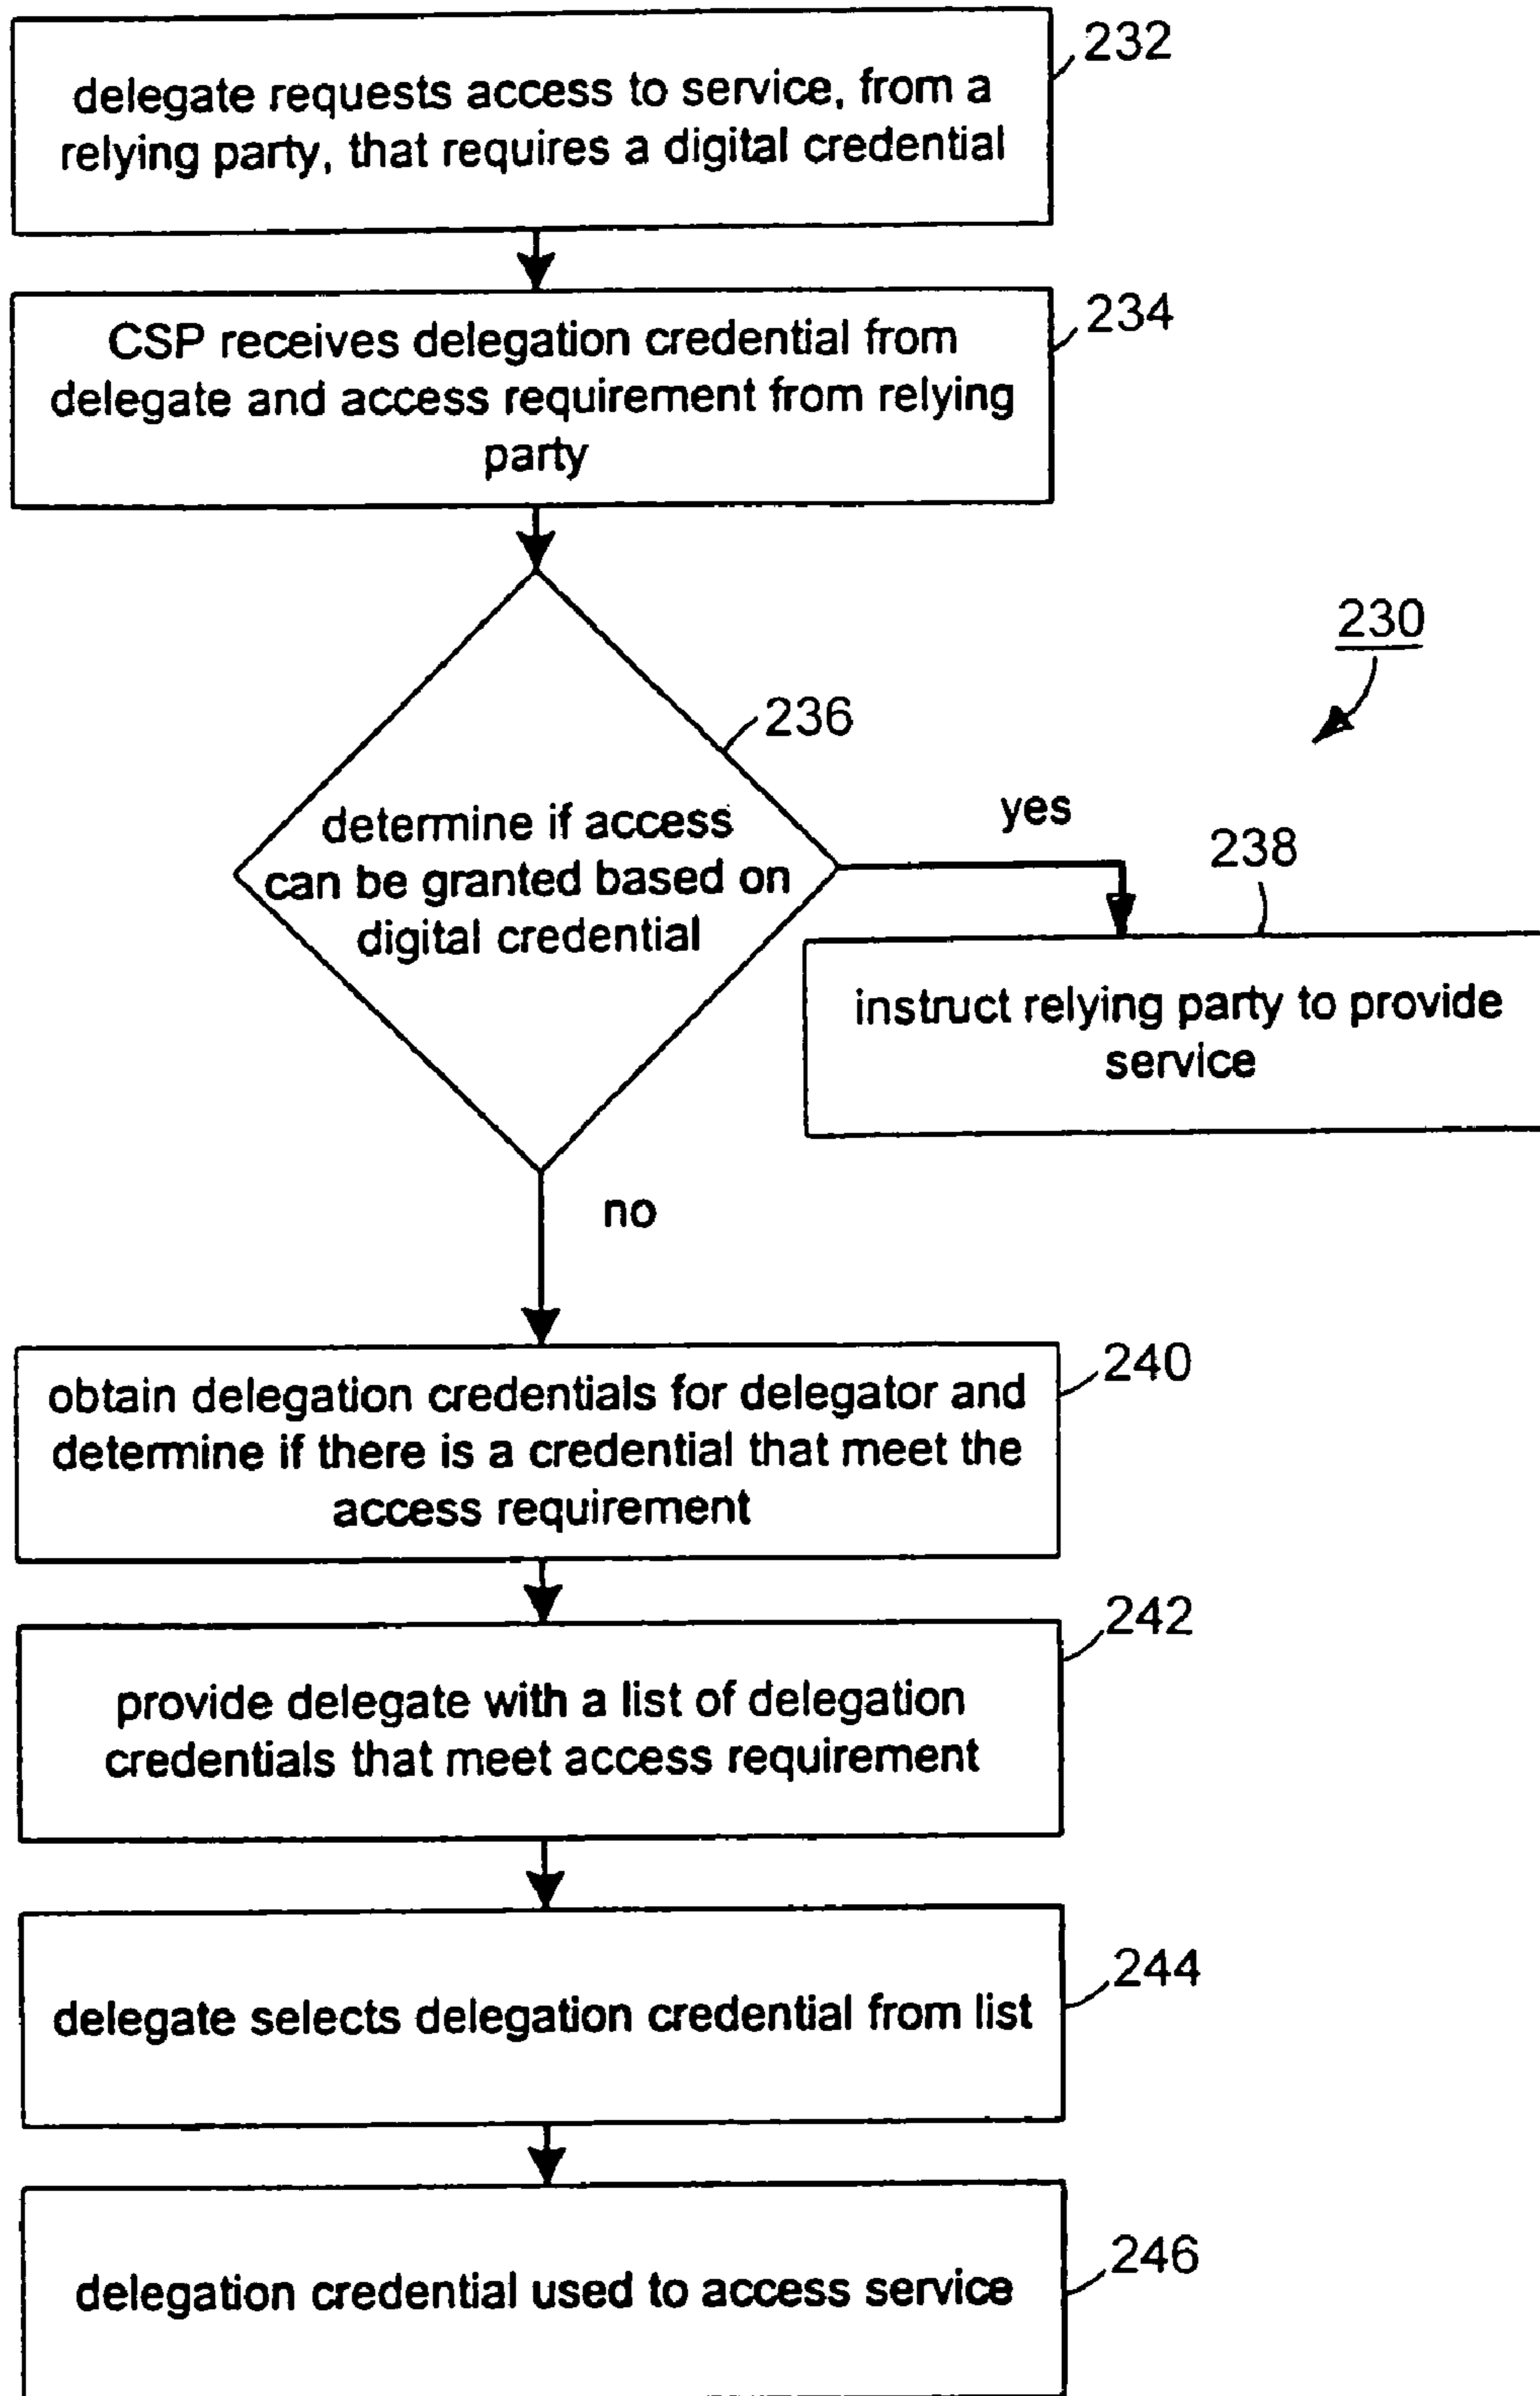 232
delegate requests access to service, from a
relying party, that requires a digital credential
234
CSP receives delegation credential from
delegate and access requirement from relying
party
230
236
determine if access
can be granted based on
digital credential
yes
238
instruct relying party to provide
service
no
240
obtain delegation credentials for delegator and
determine if there is a credential that meet the
access requirement
242
provide delegate with a list of delegation
credentials that meet access requirement
244
delegate selects delegation credential from list
246
delegation credential used to access service